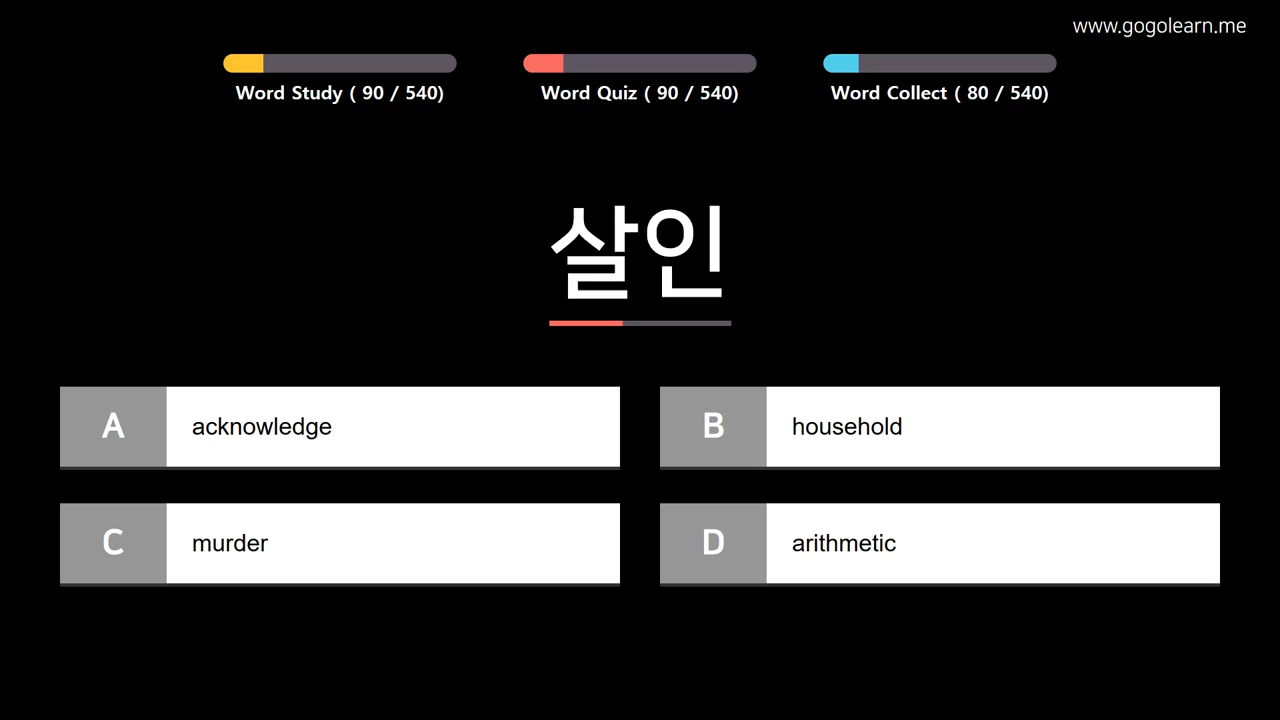 www.gogolearn.me
Word Study ( 90 / 540)
Word Quiz ( 90 / 540)
Word Collect ( 80 / 540)
살인
A acknowledge
B household
C murder
D arithmetic